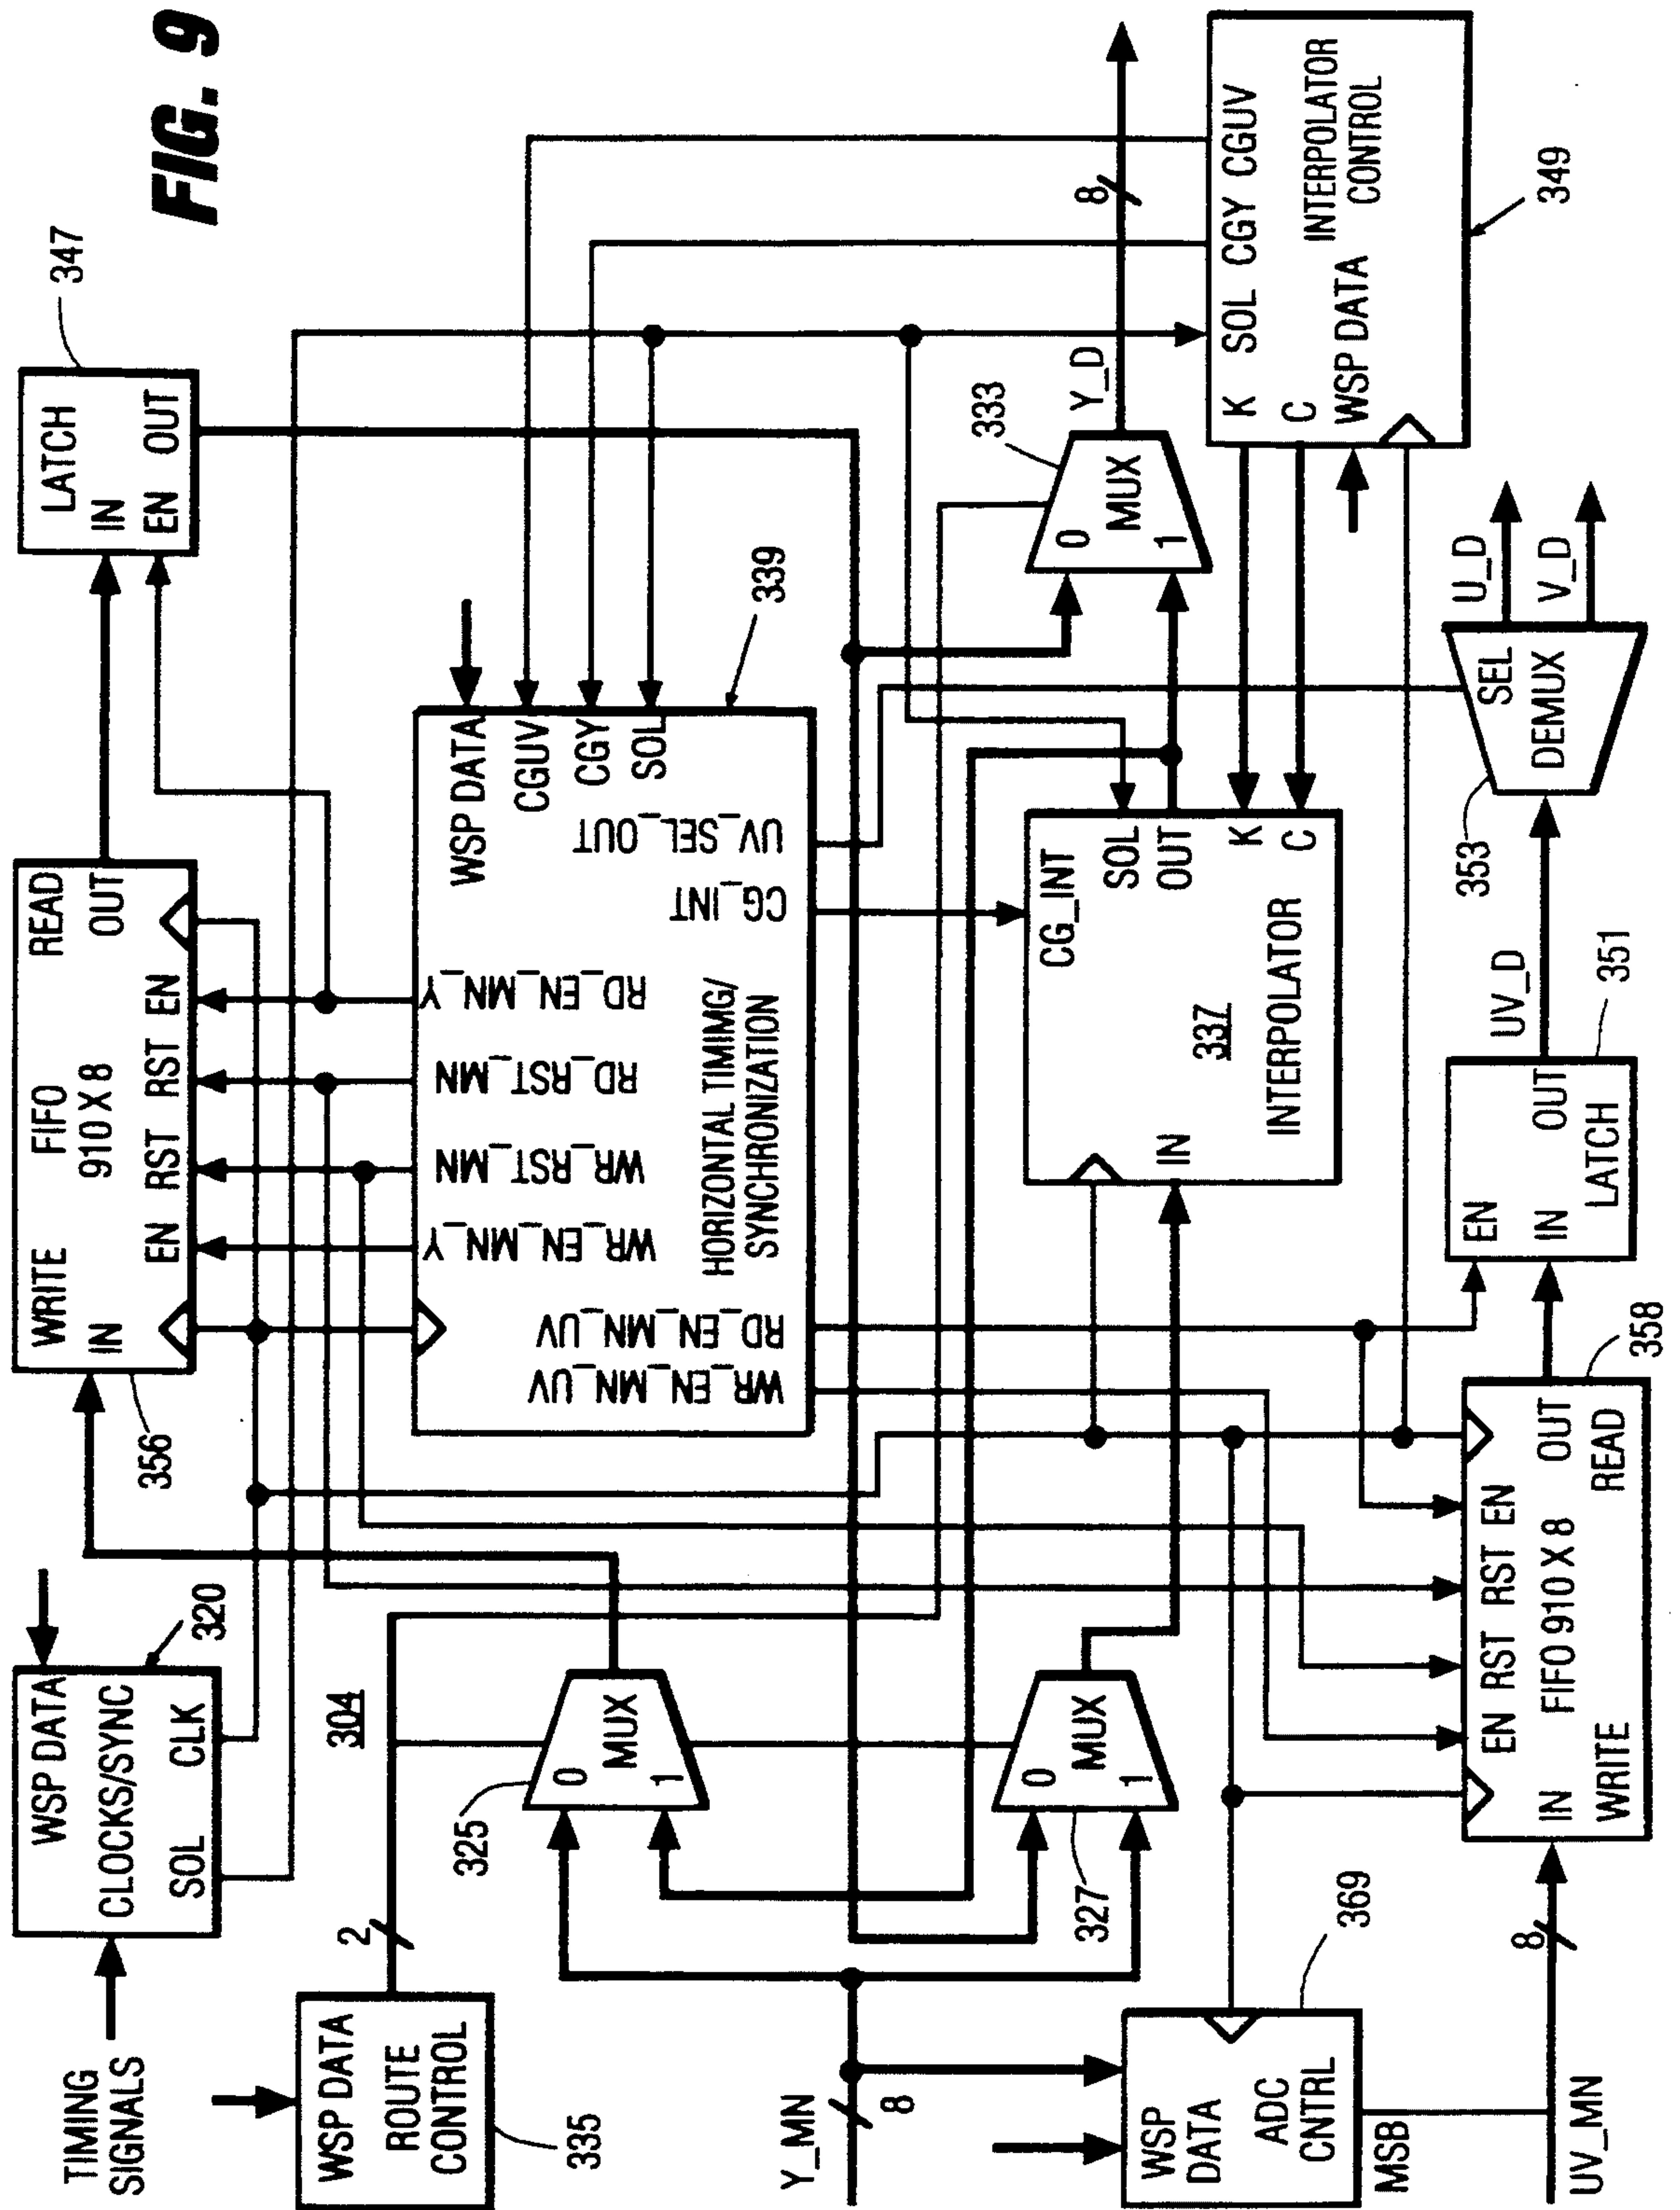 FIG. 9
TIMING
SIGNALS
WSP DATA
CLOCKS/SYNC
SOL CLK
320
WSP DATA
ROUTE
CONTROL
335
2
304
WRITE
FIFO
910 X 8
READ
IN
OUT
EN RST RST EN
356
LATCH
IN
EN OUT
347
WR_EN_MN_Y
WR_RST_MN
RD_RST_MN
RD_EN_MN_Y
WSP DATA
CGUV
CGY
SOL
HORIZONTAL TIMIMG/
SYNCHRONIZATION
WR_EN_MN_UV
RD_EN_MN_UV
CG_INT
UV_SEL_OUT
339
0
MUX
1
325
0
MUX
1
327
Y_MN
8
CG_INT
SOL
OUT
IN
337
INTERPOLATOR
K
C
0
MUX
1
333
Y_D
8
K SOL CGY CGUV
C
INTERPOLATOR
CONTROL
WSP DATA
349
WSP
DATA
ADC
CNTRL
369
MSB
UV_MN
8
EN RST RST EN
IN
FIFO 910 X 8
OUT
WRITE
READ
358
EN
IN OUT
LATCH
351
UV_D
SEL
DEMUX
353
U_D
V_D